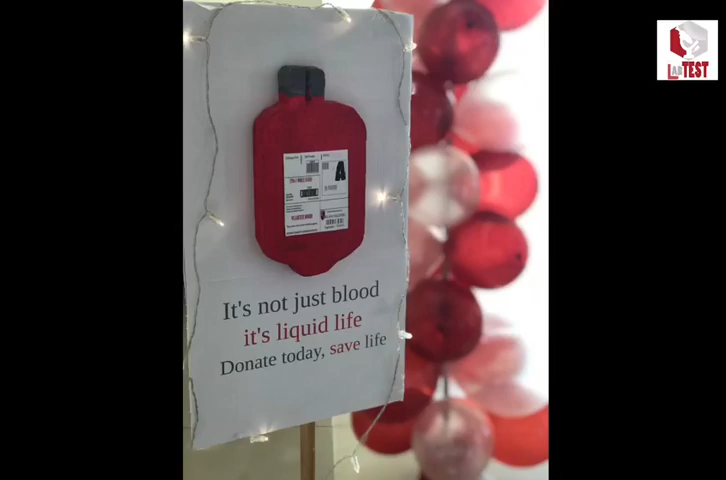 LabTEST
A
It's not just blood
it's liquid life
Donate today, save life